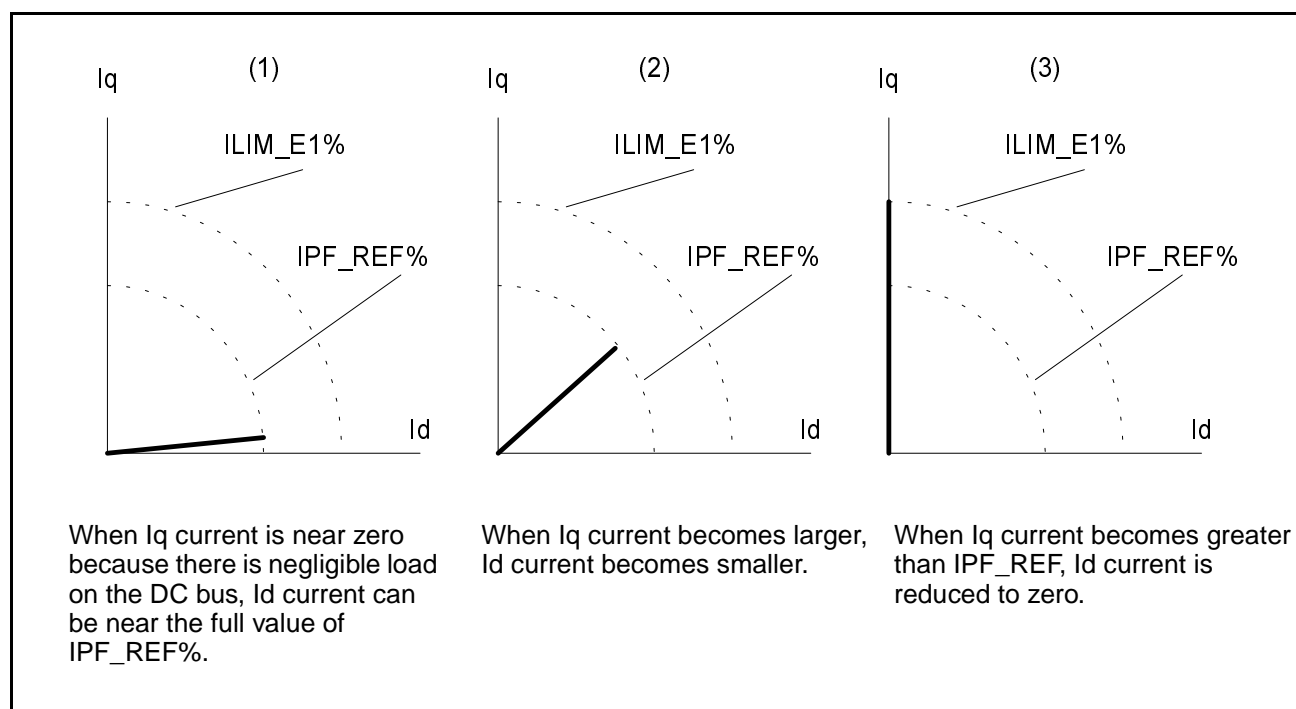 (1)
Iq
ILIM_E1%
IPF_REF%
Id
When Iq current is near zero
because there is negligible load
on the DC bus, Id current can
be near the full value of
IPF_REF%.
(2)
Iq
ILIM_E1%
IPF_REF%
Id
When Iq current becomes larger,
Id current becomes smaller.
(3)
Iq
ILIM_E1%
IPF_REF%
Id
When Iq current becomes greater
than IPF_REF, Id current is
reduced to zero.